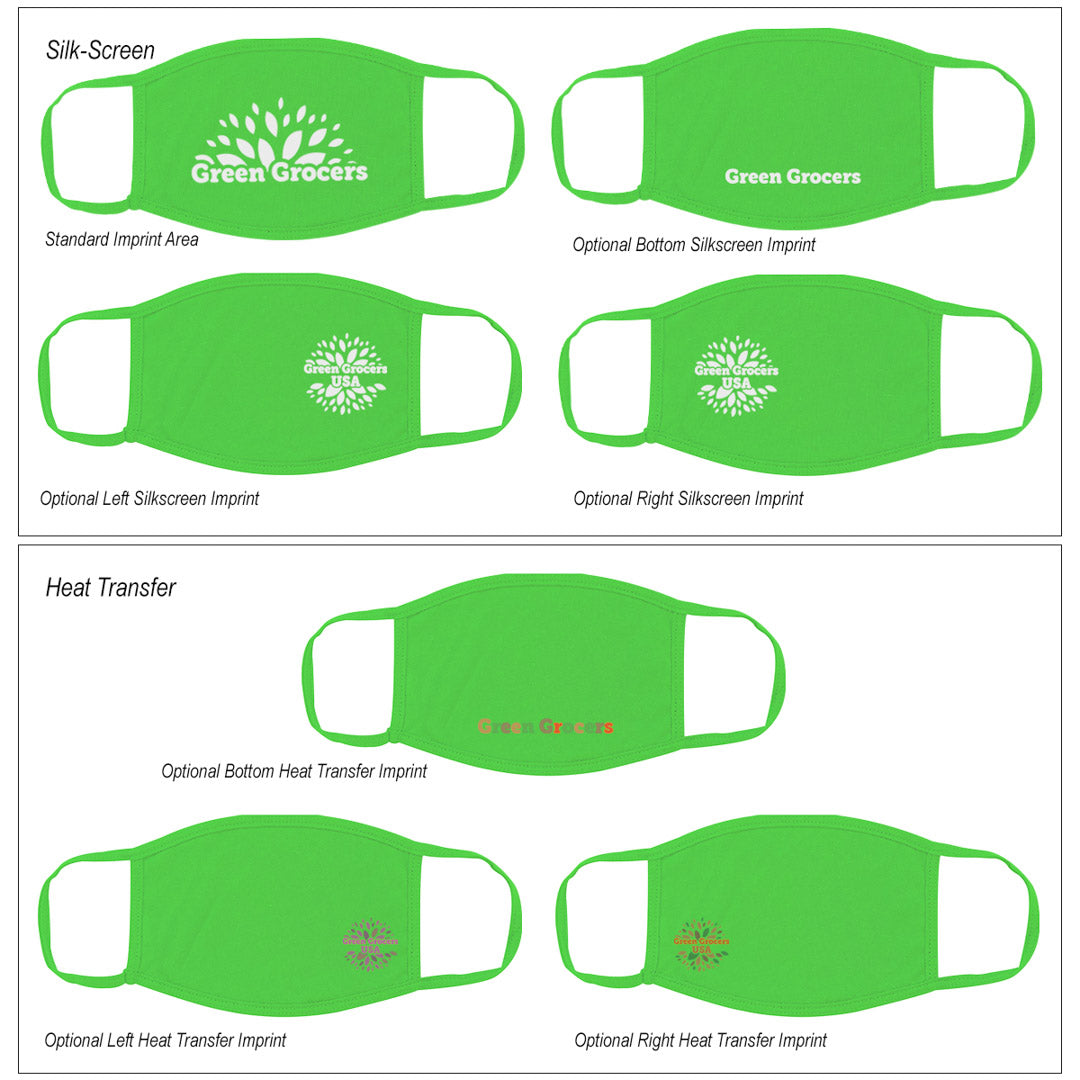 Silk-Screen
Green Grocers
Green Grocers
Standard Imprint Area
Optional Bottom Silkscreen Imprint
Green Grocers
USA
Green Grocers
USA
Optional Left Silkscreen Imprint
Optional Right Silkscreen Imprint
Heat Transfer
Green Grocers
Optional Bottom Heat Transfer Imprint
Green Grocers
USA
Green Grocers
USA
Optional Left Heat Transfer Imprint
Optional Right Heat Transfer Imprint